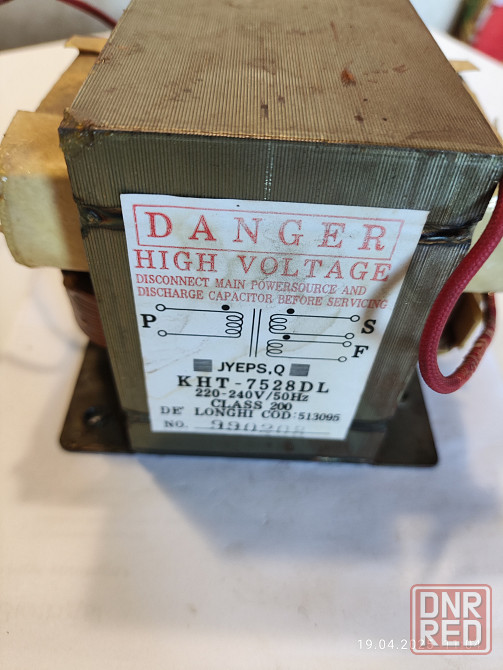 DANGER
HIGH VOLTAGE
DISCONNECT MAIN POWERSOURCE AND
DISCHARGE CAPACITOR BEFORE SERVICING
P
S
F
JYEPS,Q
KHT-7528DL
220-240V/50Hz
CLASS 200
DE' LONGHI COD:513095
NO. 990208
DNR
RED
19.04.2025